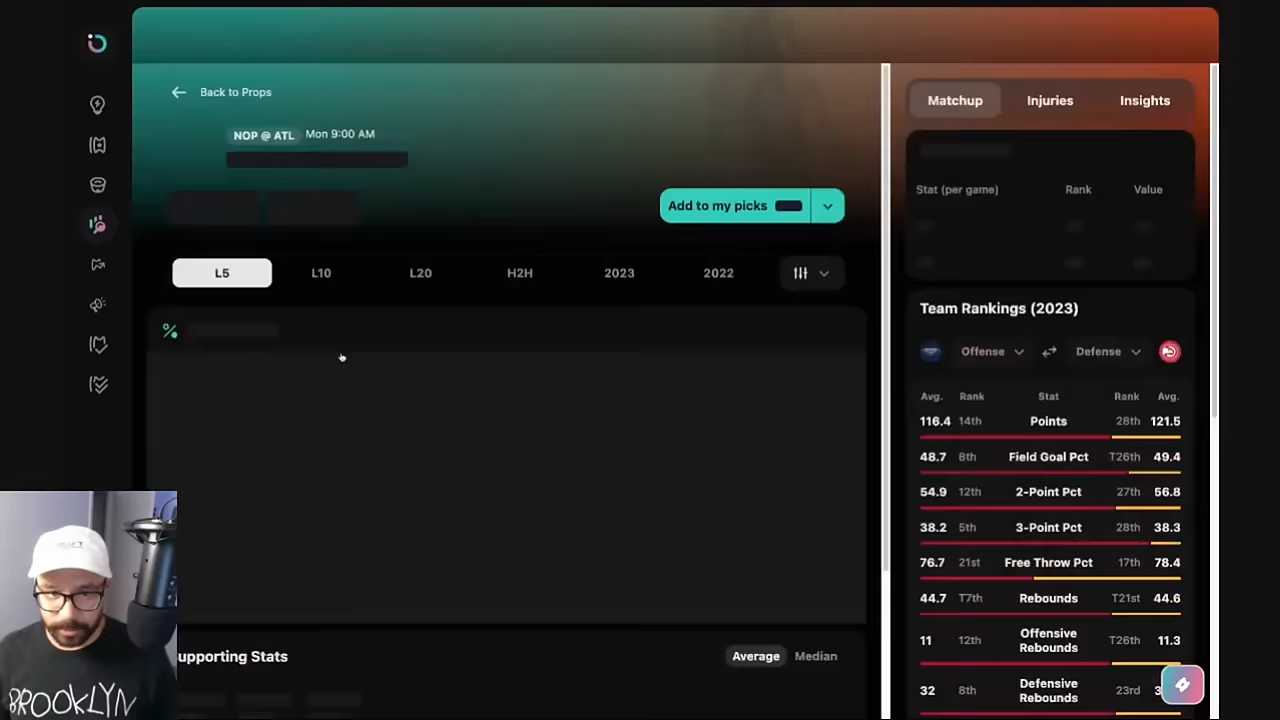 Back to Props
NOP @ ATL Mon 9:00 AM
Add to my picks
L5 L10 L20 H2H 2023 2022
%
Supporting Stats
Average Median
Matchup Injuries Insights
Stat (per game) Rank Value
Team Rankings (2023)
Offense Defense
Avg. Rank Stat Rank Avg.
116.4 14th Points 28th 121.5
48.7 8th Field Goal Pct T26th 49.4
54.9 12th 2-Point Pct 27th 56.8
38.2 5th 3-Point Pct 28th 38.3
76.7 21st Free Throw Pct 17th 78.4
44.7 T7th Rebounds T21st 44.6
11 12th Offensive Rebounds T26th 11.3
32 8th Defensive Rebounds 23rd
BROOKLYN